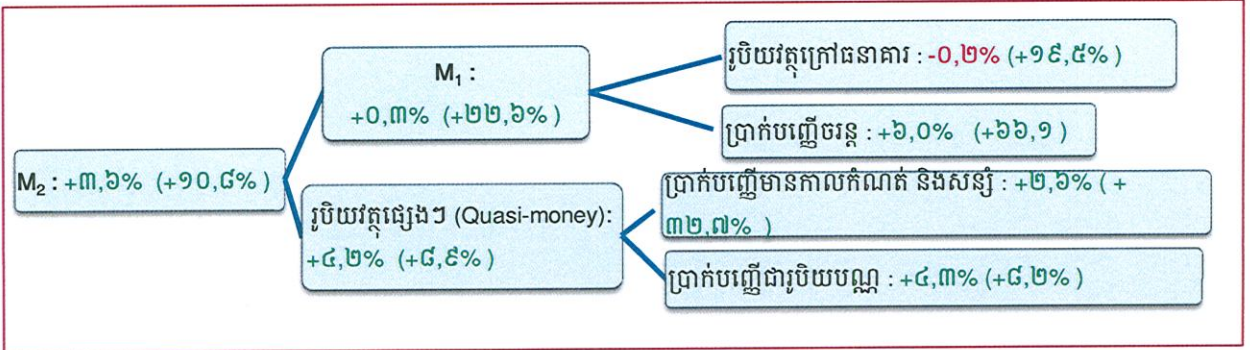 M₂ : +៣,៦% (+១០,៨%)
M₁ :
+០,៣% (+២២,៦%)
រូបិយវត្ថុក្រៅធនាគារ : -០,២% (+១៩,៥%)
ប្រាក់បញ្ញើចរន្ត : +៦,០% (+៦៦,១)
រូបិយវត្ថុផ្សេងៗ (Quasi-money):
+៤,២% (+៨,៩%)
ប្រាក់បញ្ញើមានកាលកំណត់ និងសន្សំ : +២,៦% ( +
៣២,៧% )
ប្រាក់បញ្ញើជារូបិយបណ្ណ : +៤,៣% (+៨,២%)